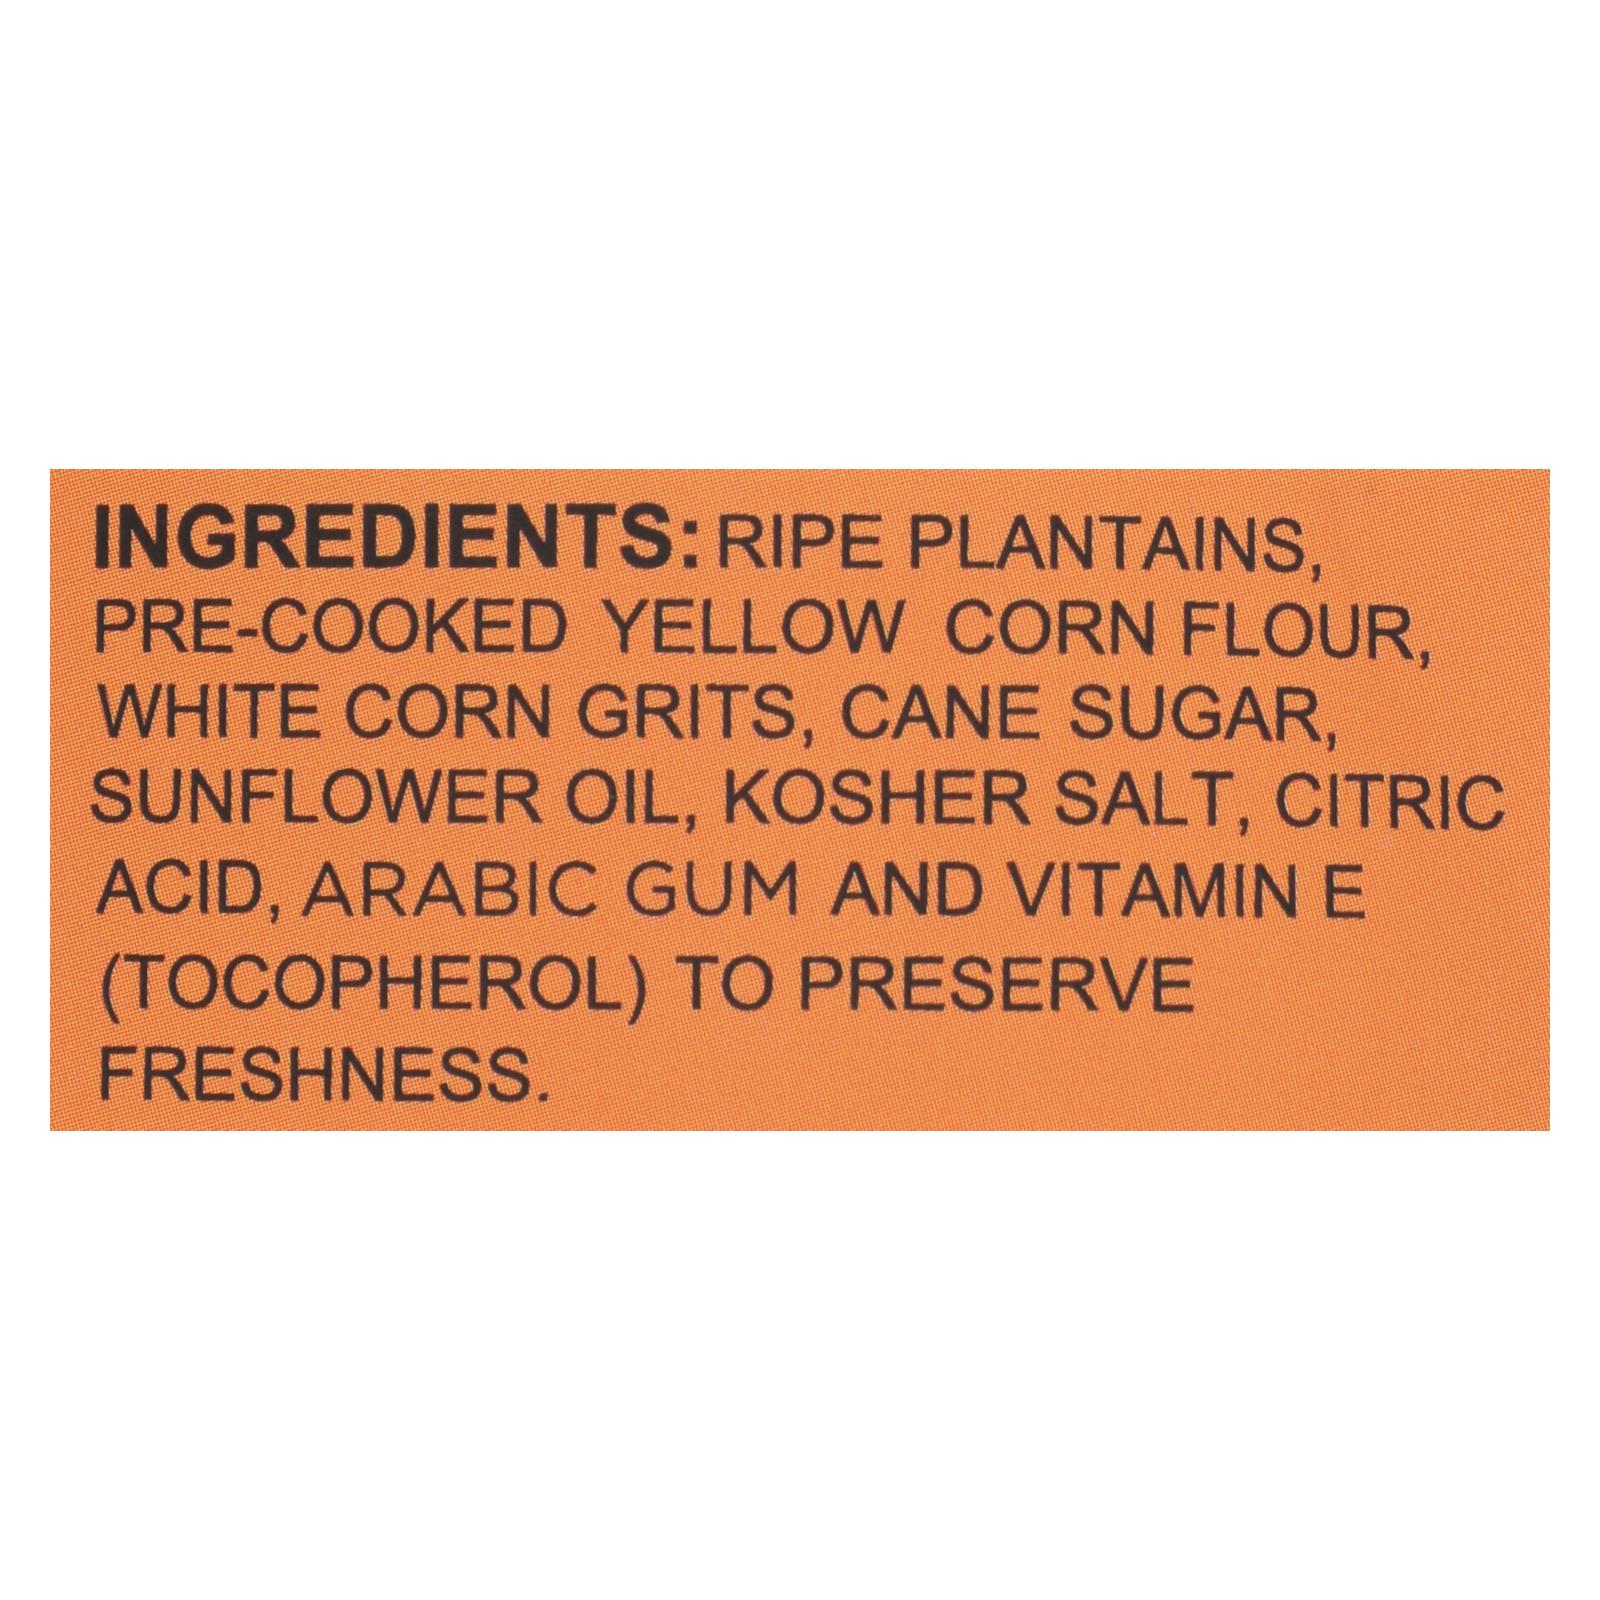 INGREDIENTS: RIPE PLANTAINS,
PRE-COOKED YELLOW CORN FLOUR,
WHITE CORN GRITS, CANE SUGAR,
SUNFLOWER OIL, KOSHER SALT, CITRIC
ACID, ARABIC GUM AND VITAMIN E
(TOCOPHEROL) TO PRESERVE
FRESHNESS.